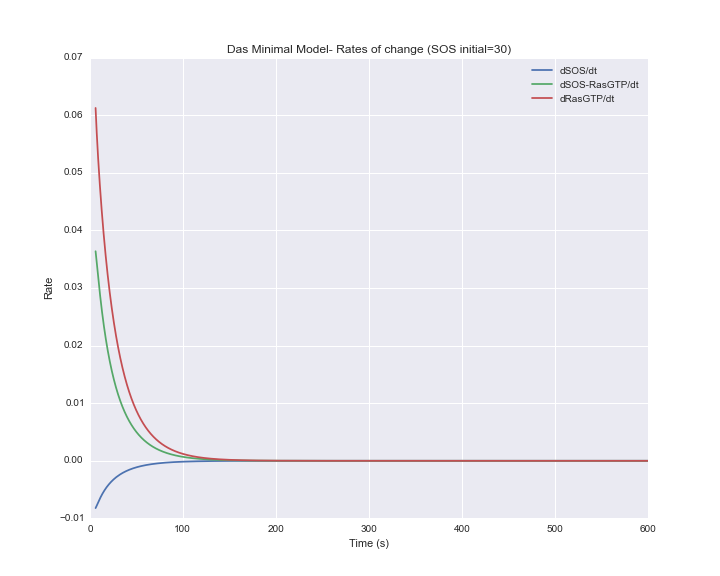 Das Minimal Model- Rates of change (SOS initial=30)
dSOS/dt
dSOS-RasGTP/dt
dRasGTP/dt
0.07
0.06
0.05
0.04
0.03
0.02
0.01
0.00
−0.01
Rate
0 100 200 300 400 500 600
Time (s)